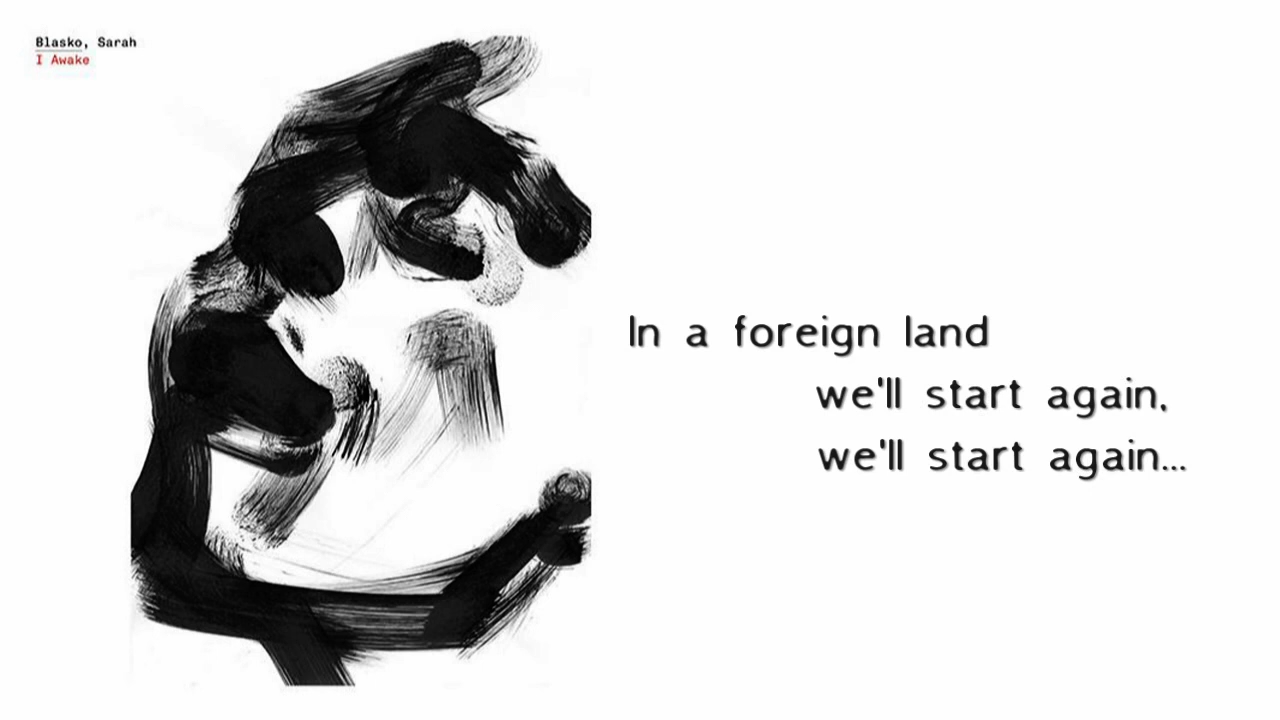 Blasko, Sarah
I Awake
In a foreign land
we'll start again,
we'll start again...